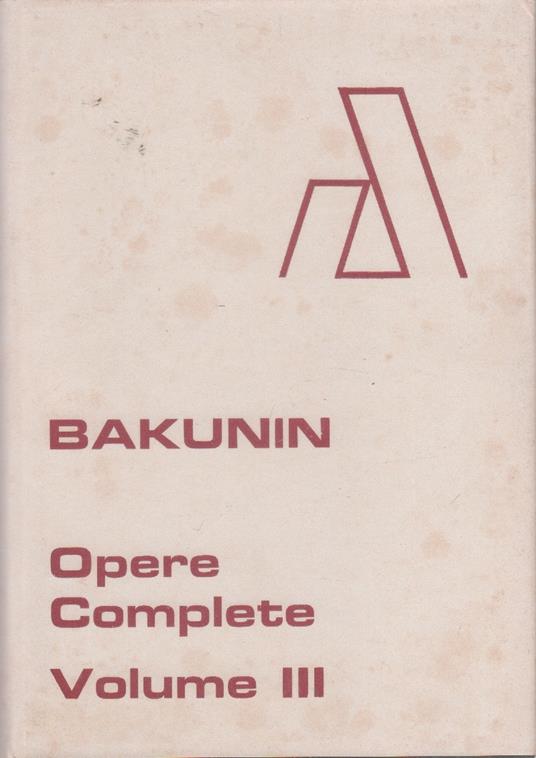 BAKUNIN
Opere
Complete
Volume III